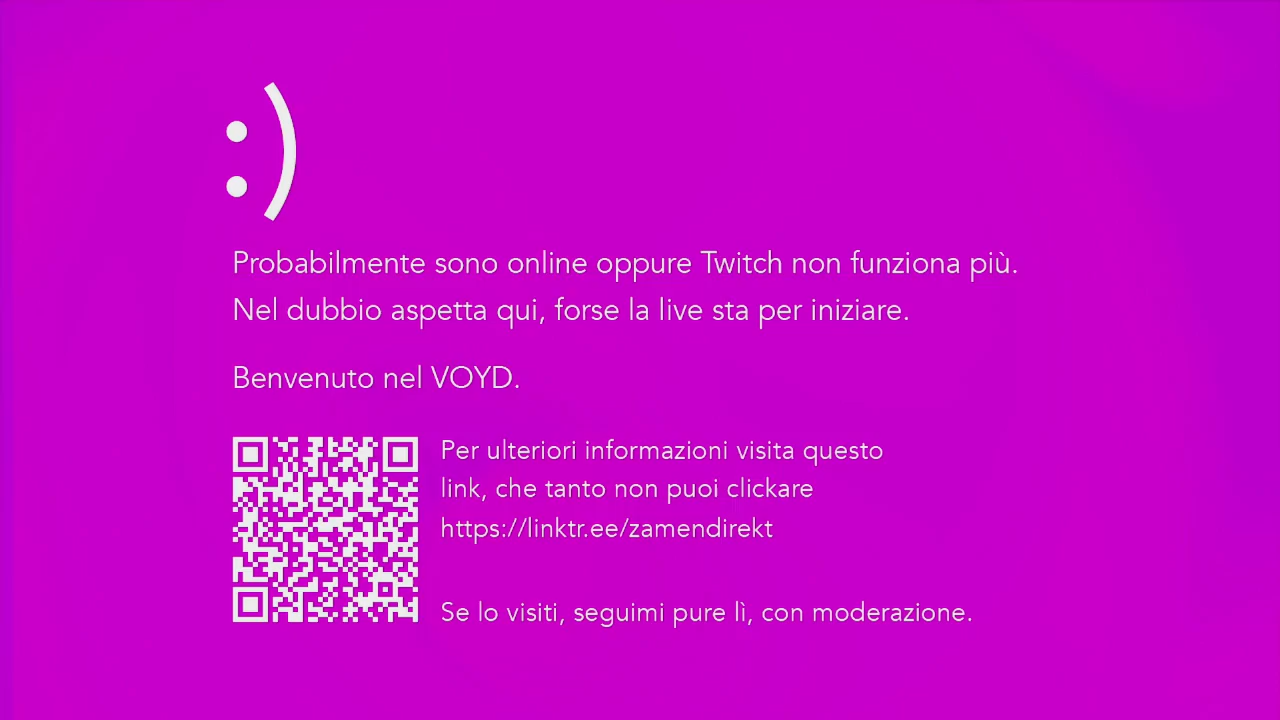 :)
Probabilmente sono online oppure Twitch non funziona più.
Nel dubbio aspetta qui, forse la live sta per iniziare.
Benvenuto nel VOYD.
Per ulteriori informazioni visita questo
link, che tanto non puoi clickare
https://linktr.ee/zamendirekt
Se lo visiti, seguimi pure lì, con moderazione.